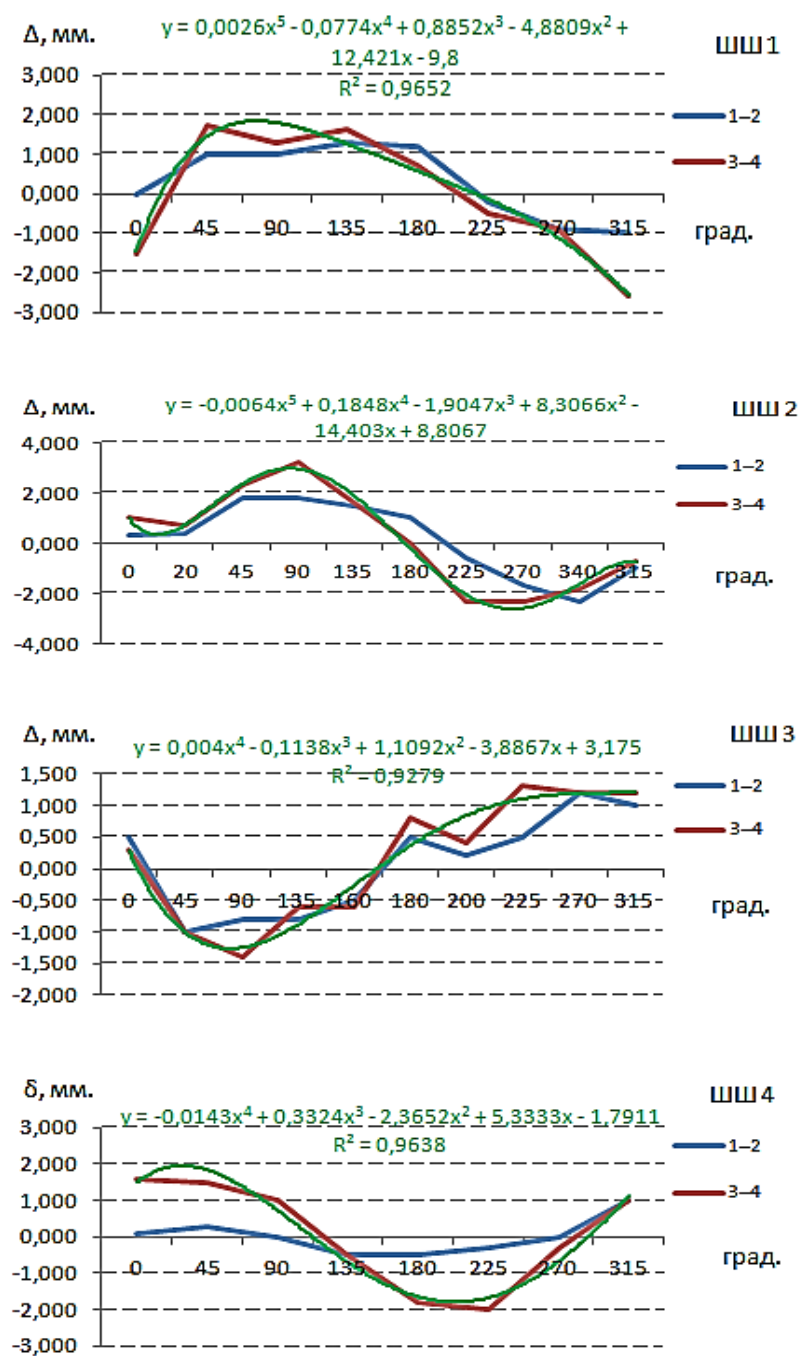 Δ, мм.
y = 0,0026x⁵ - 0,0774x⁴ + 0,8852x³ - 4,8809x² +
12,421x - 9,8
R² = 0,9652
ШШ 1
3,000
2,000
1,000
0,000
-1,000
-2,000
-3,000
0 45 90 135 180 225 270 315
град.
1–2
3–4
Δ, мм.
y = -0,0064x⁵ + 0,1848x⁴ - 1,9047x³ + 8,3066x² -
14,403x + 8,8067
ШШ 2
4,000
2,000
0,000
-2,000
-4,000
0 20 45 90 135 180 225 270 340 315
град.
1–2
3–4
Δ, мм.
y = 0,004x⁴ - 0,1138x³ + 1,1092x² - 3,8867x + 3,175
R² = 0,9279
ШШ 3
1,500
1,000
0,500
0,000
-0,500
-1,000
-1,500
-2,000
0 45 90 135 160 180 200 225 270 315
град.
1–2
3–4
δ, мм.
y = -0,0143x⁴ + 0,3324x³ - 2,3652x² + 5,3333x - 1,7911
R² = 0,9638
ШШ 4
3,000
2,000
1,000
0,000
-1,000
-2,000
-3,000
0 45 90 135 180 225 270 315
град.
1–2
3–4